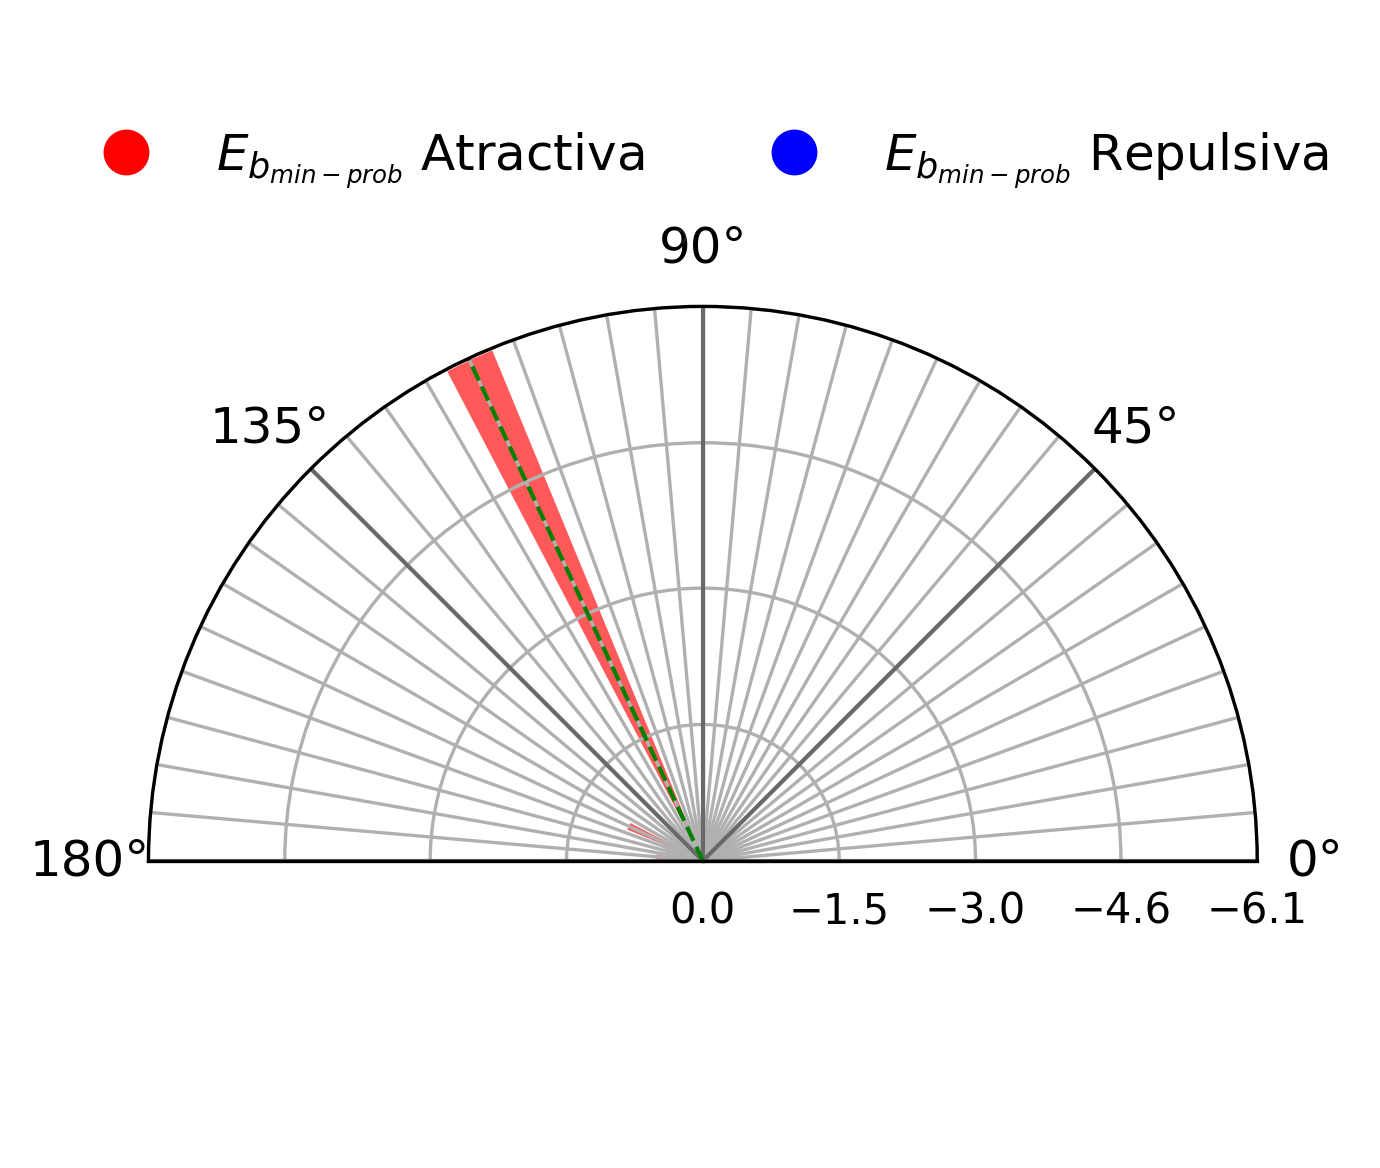 E_{b_{min-prob}} Atractiva E_{b_{min-prob}} Repulsiva
90°
135° 45°
180° 0°
0.0 −1.5 −3.0 −4.6 −6.1